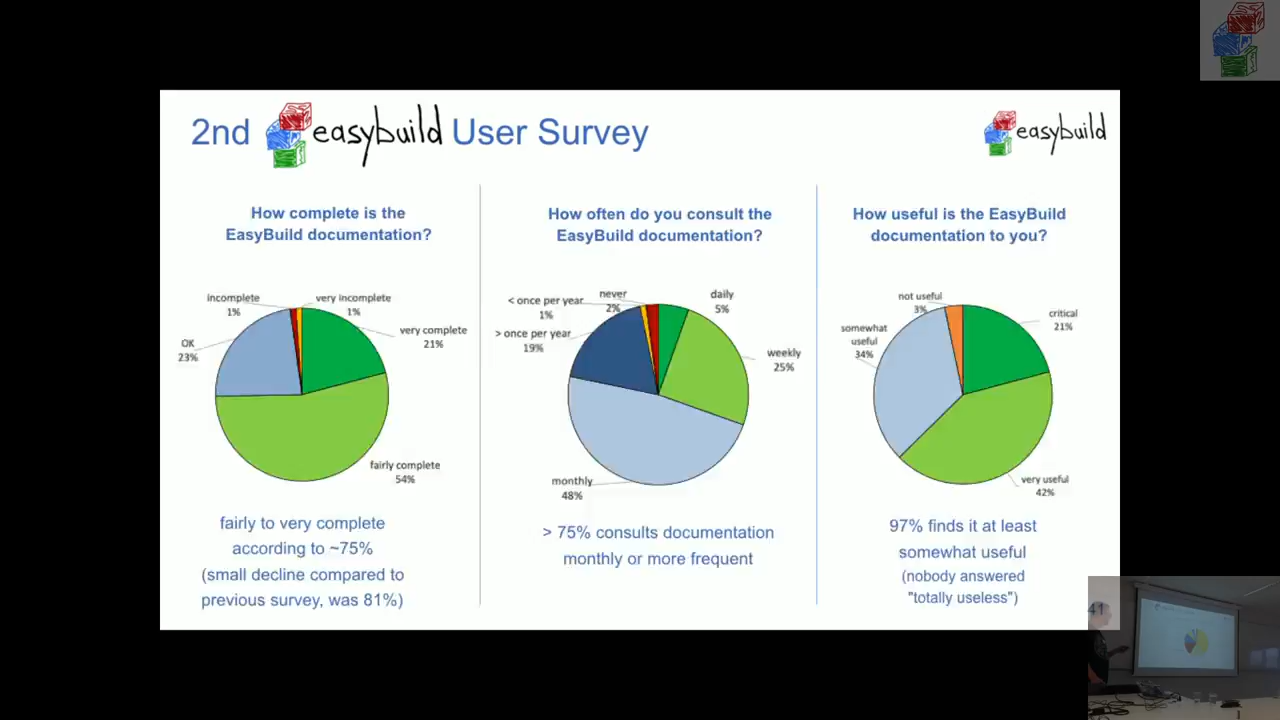 2nd easybuild User Survey
easybuild
How complete is the
EasyBuild documentation?
incomplete
1%
very incomplete
1%
very complete
21%
OK
23%
fairly complete
54%
fairly to very complete
according to ~75%
(small decline compared to
previous survey, was 81%)
How often do you consult the
EasyBuild documentation?
never
2%
daily
5%
< once per year
1%
> once per year
19%
weekly
25%
monthly
48%
> 75% consults documentation
monthly or more frequent
How useful is the EasyBuild
documentation to you?
not useful
3%
critical
21%
somewhat
useful
34%
very useful
42%
97% finds it at least
somewhat useful
(nobody answered
"totally useless")
41